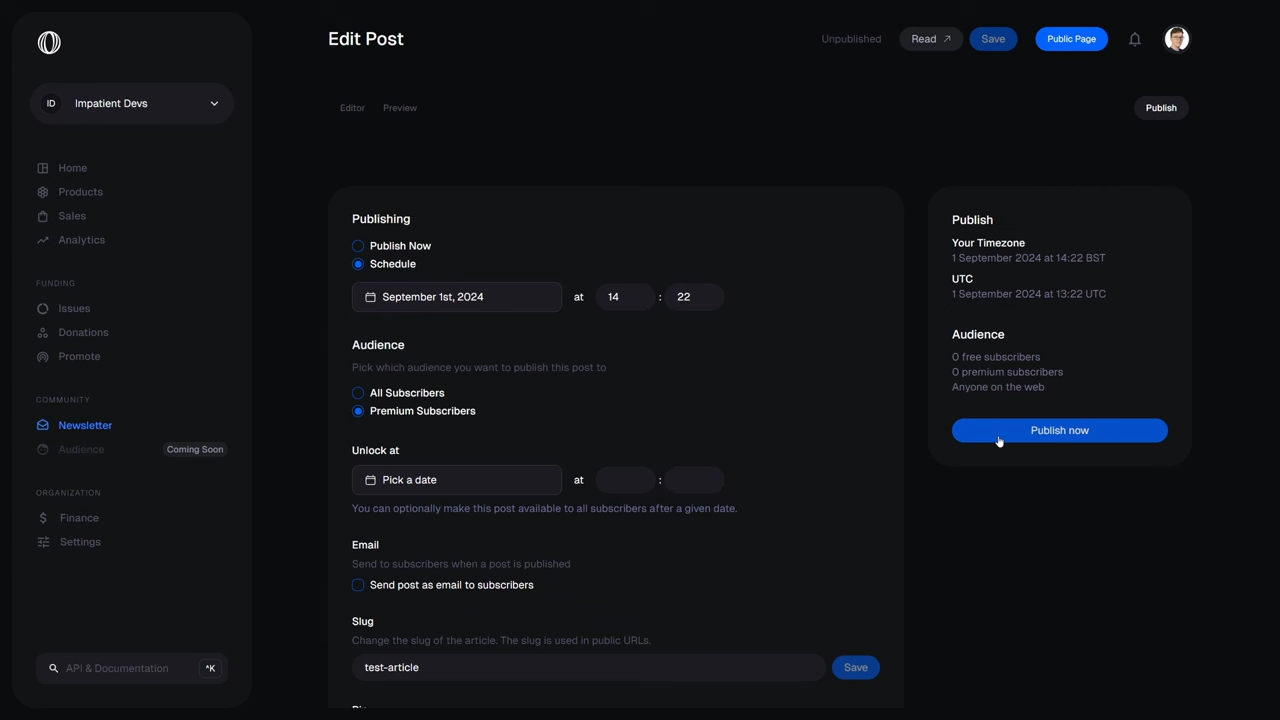 Edit Post
Unpublished
Read
Save
Public Page
ID
Impatient Devs
Editor
Preview
Publish
Home
Products
Sales
Analytics
FUNDING
Issues
Donations
Promote
COMMUNITY
Newsletter
Audience
Coming Soon
ORGANIZATION
Finance
Settings
API & Documentation
^K
Publishing
Publish Now
Schedule
September 1st, 2024 at 14 : 22
Audience
Pick which audience you want to publish this post to
All Subscribers
Premium Subscribers
Unlock at
Pick a date at :
You can optionally make this post available to all subscribers after a given date.
Email
Send to subscribers when a post is published
Send post as email to subscribers
Slug
Change the slug of the article. The slug is used in public URLs.
test-article
Save
Publish
Your Timezone
1 September 2024 at 14:22 BST
UTC
1 September 2024 at 13:22 UTC
Audience
0 free subscribers
0 premium subscribers
Anyone on the web
Publish now